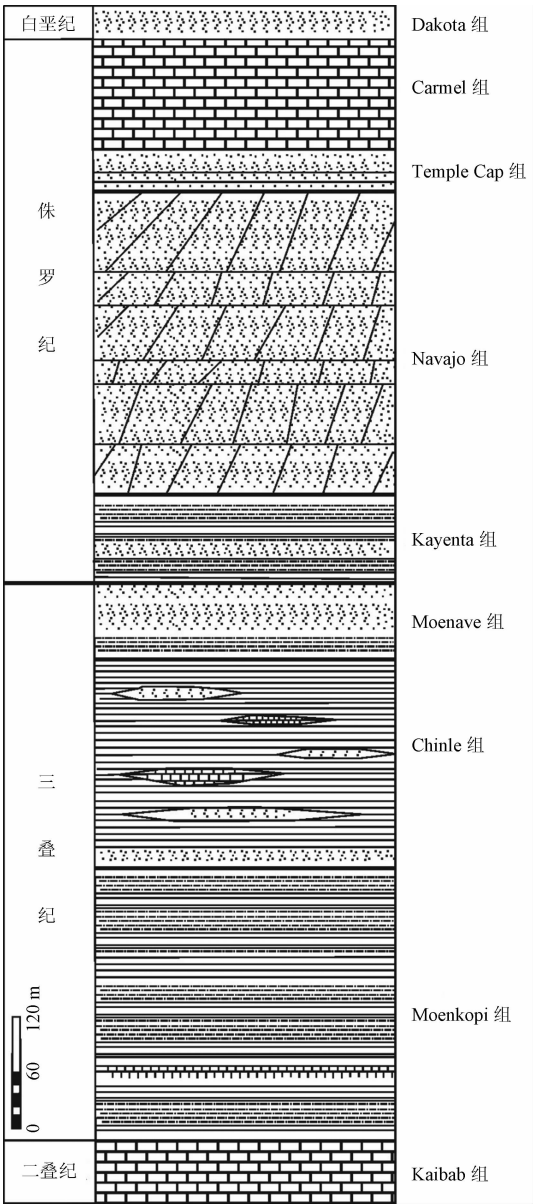 白垩纪
Dakota 组
Carmel 组
Temple Cap 组
侏
罗
纪
Navajo 组
Kayenta 组
Moenave 组
Chinle 组
三
叠
纪
Moenkopi 组
120 m
60
0
二叠纪
Kaibab 组